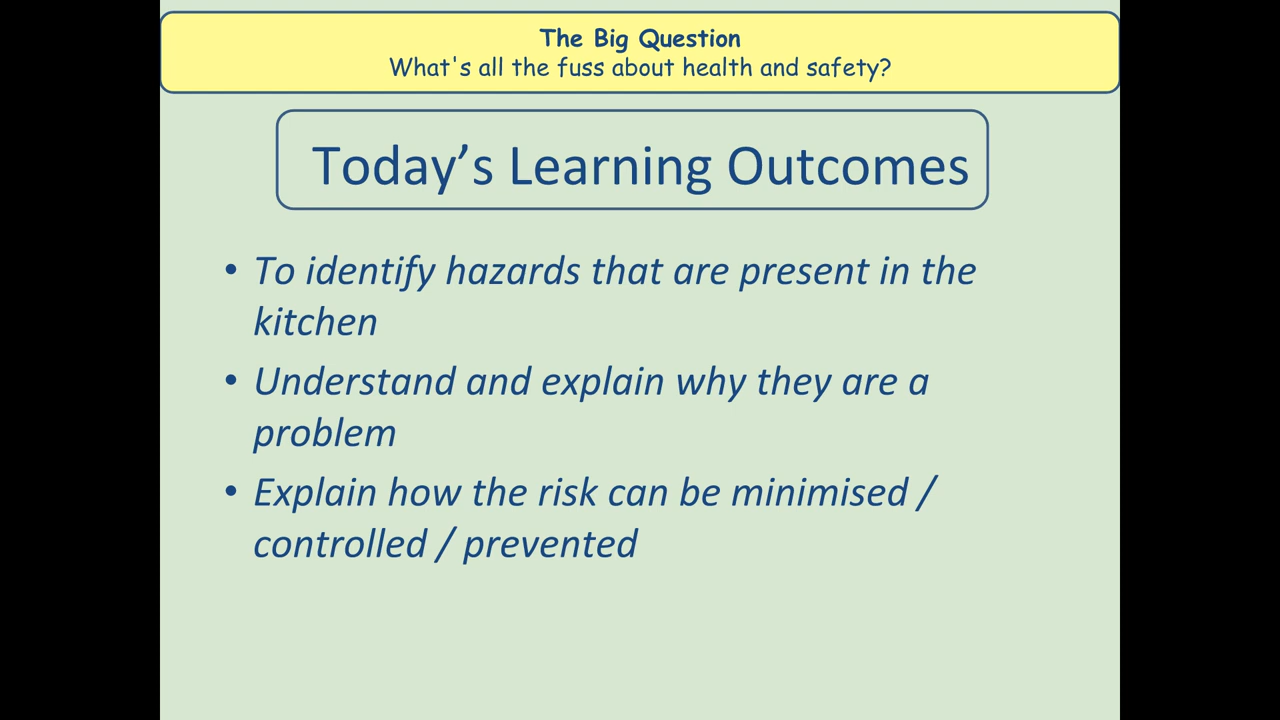 The Big Question
What's all the fuss about health and safety?
Today’s Learning Outcomes
• To identify hazards that are present in the
kitchen
• Understand and explain why they are a
problem
• Explain how the risk can be minimised /
controlled / prevented